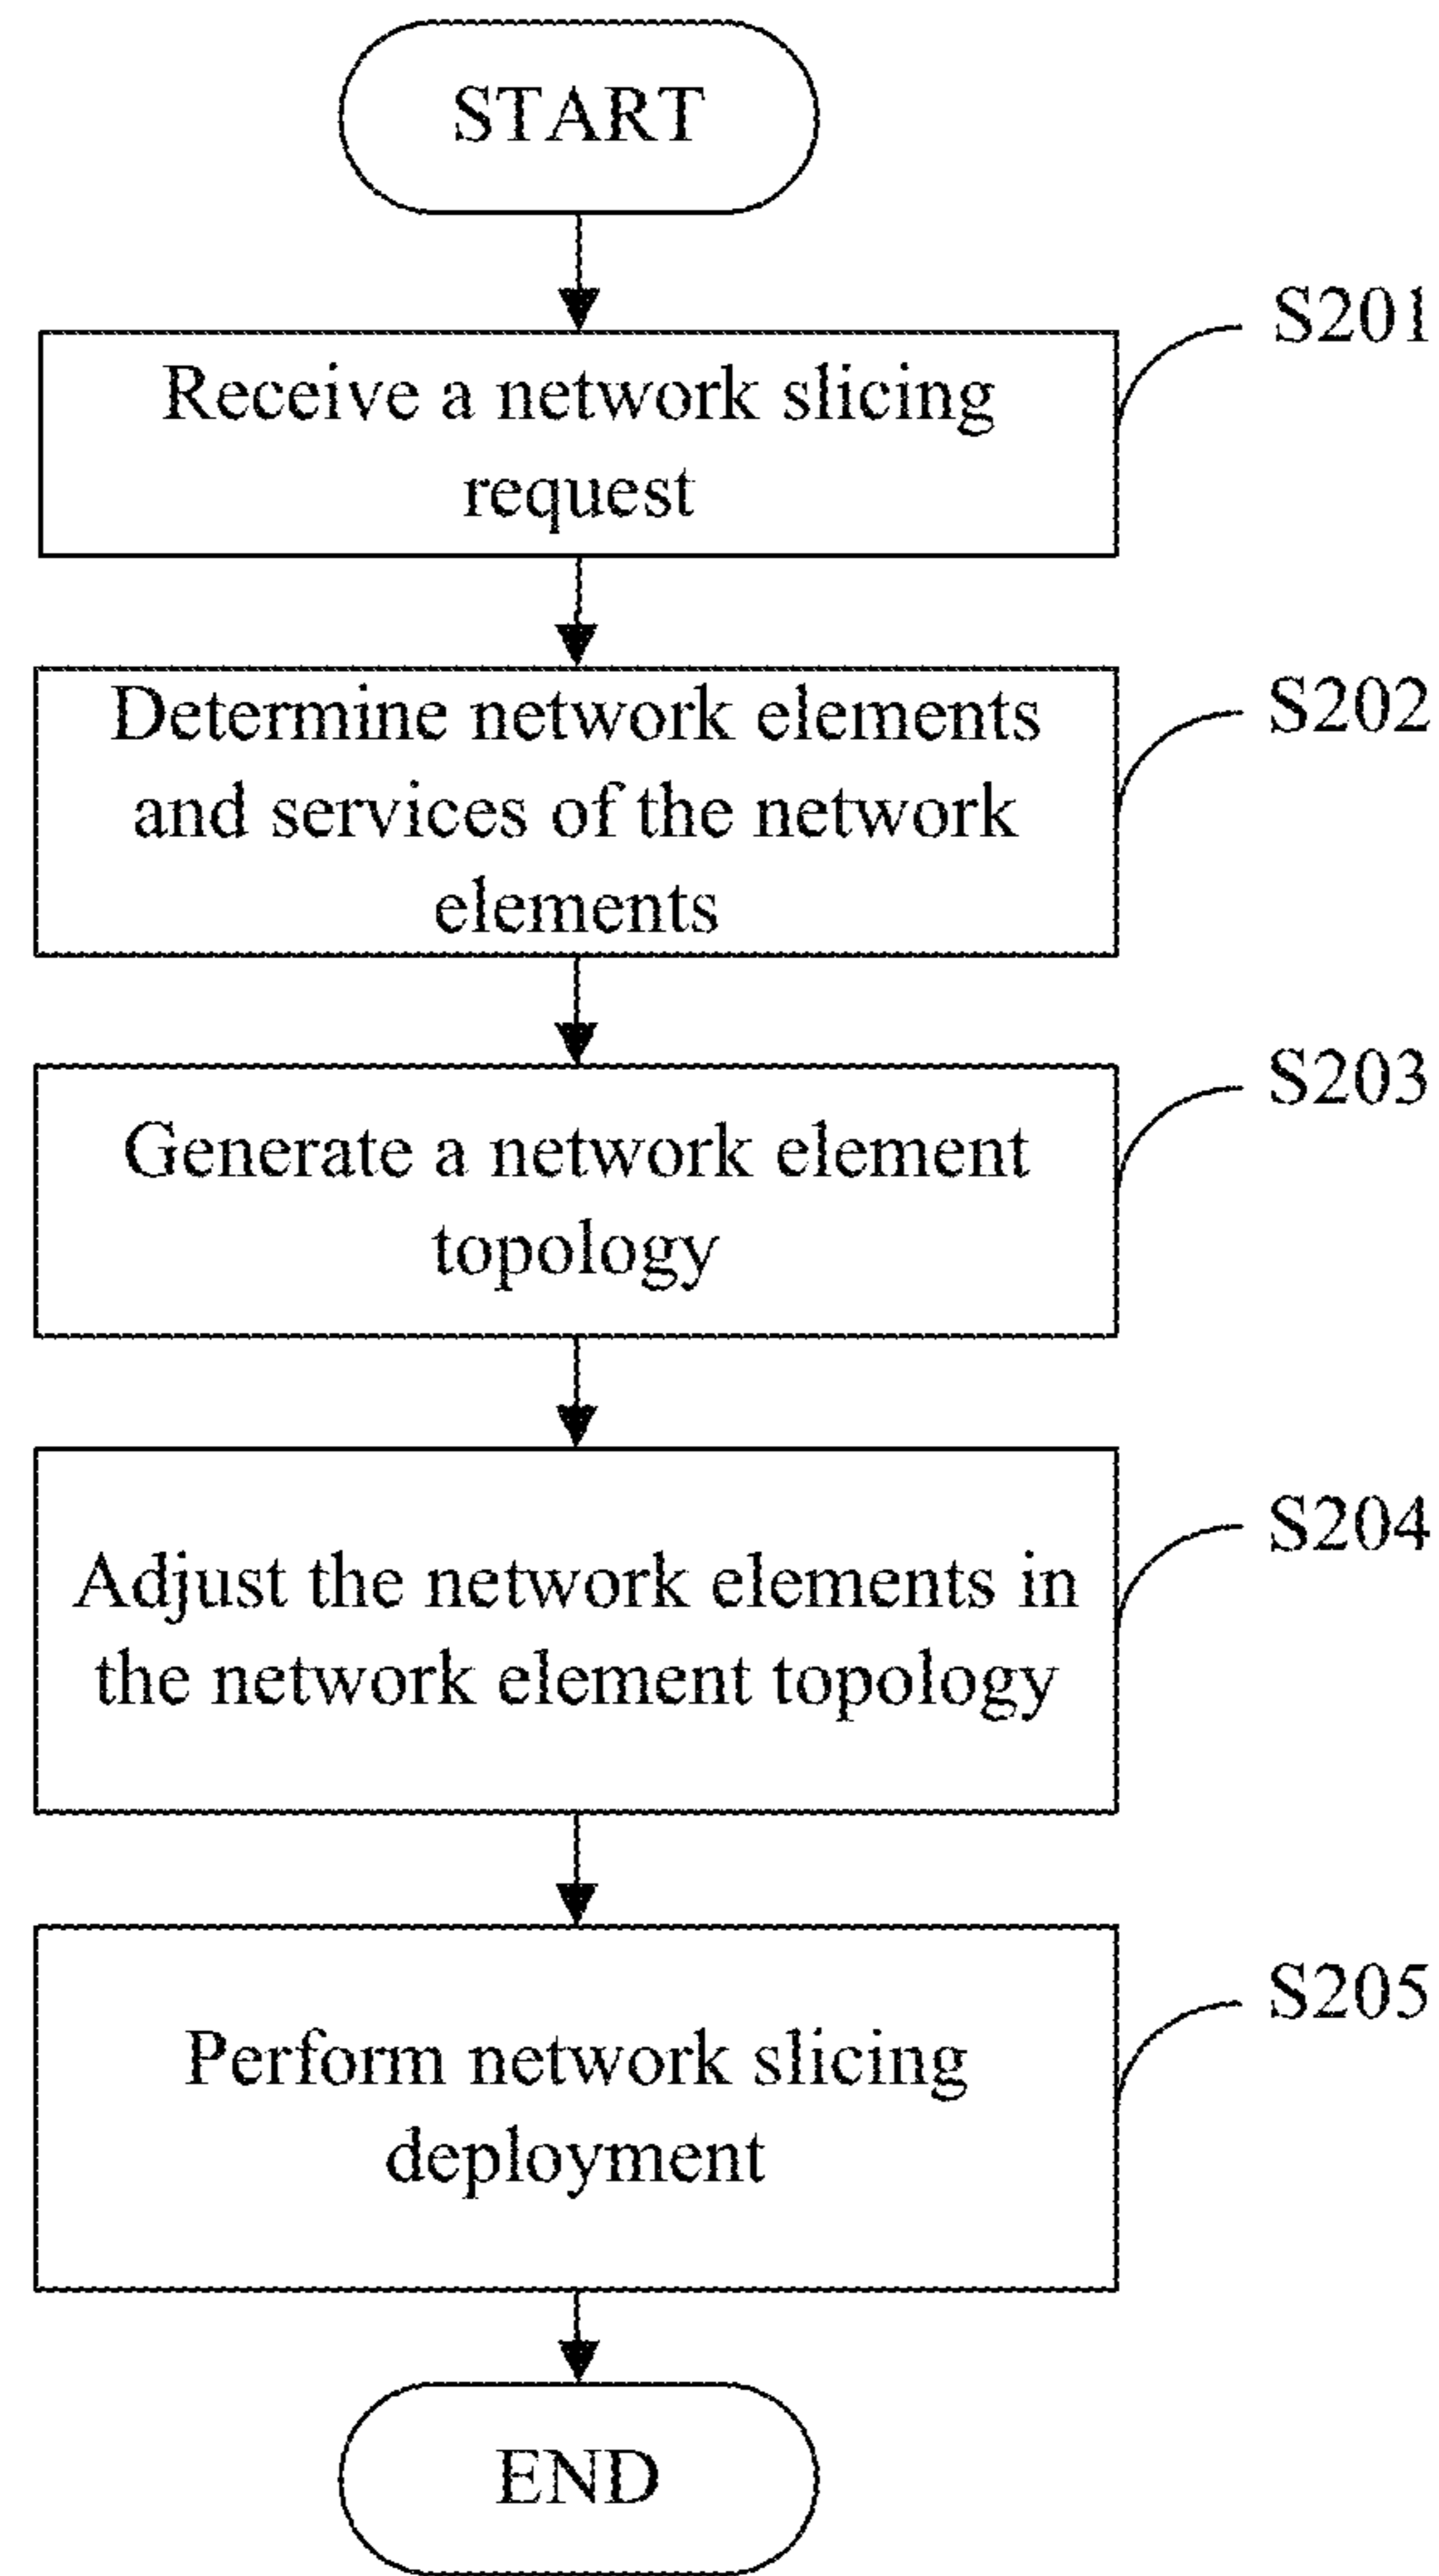 START
S201
Receive a network slicing
request
S202
Determine network elements
and services of the network
elements
S203
Generate a network element
topology
S204
Adjust the network elements in
the network element topology
S205
Perform network slicing
deployment
END